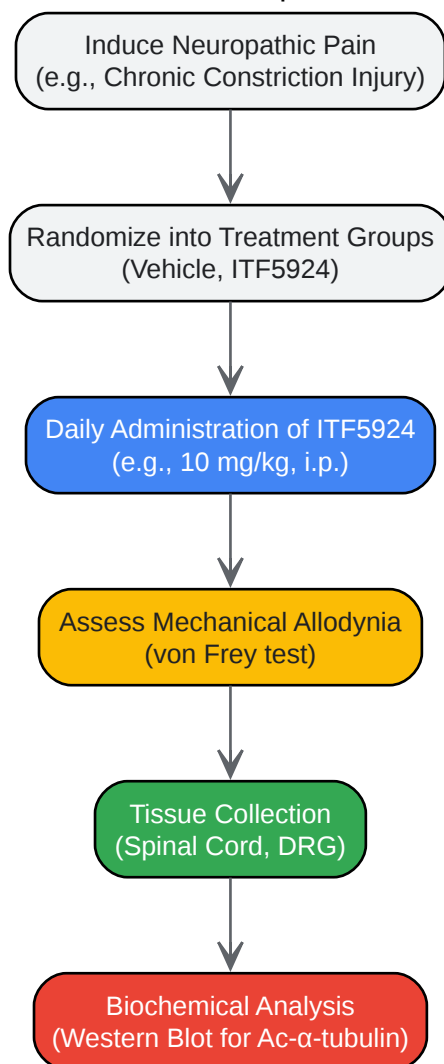 Induce Neuropathic Pain
(e.g., Chronic Constriction Injury)
Randomize into Treatment Groups
(Vehicle, ITF5924)
Daily Administration of ITF5924
(e.g., 10 mg/kg, i.p.)
Assess Mechanical Allodynia
(von Frey test)
Tissue Collection
(Spinal Cord, DRG)
Biochemical Analysis
(Western Blot for Ac-α-tubulin)